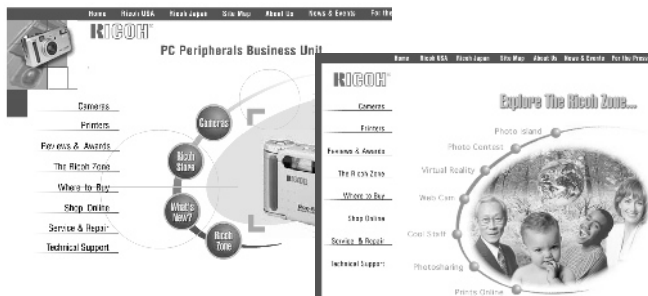 Home Ricoh USA Ricoh Japan Site Map About Us News & Events For the
RICOH
PC Peripherals Business Unit
Cameras
Printers
Reviews & Awards
The Ricoh Zone
Where to Buy
Shop Online
Service & Repair
Technical Support
Cameras
Ricoh
Store
What's
New?
Ricoh
Zone
RICOH
Home Ricoh USA Ricoh Japan Site Map About Us News & Events For the Press
RICOH
Explore The Ricoh Zone...
Cameras
Printers
Reviews & Awards
The Ricoh Zone
Where to Buy
Shop Online
Service & Repair
Technical Support
Photo Island
Photo Contest
Virtual Reality
Web Cam
Cool Stuff
Photosharing
Prints Online